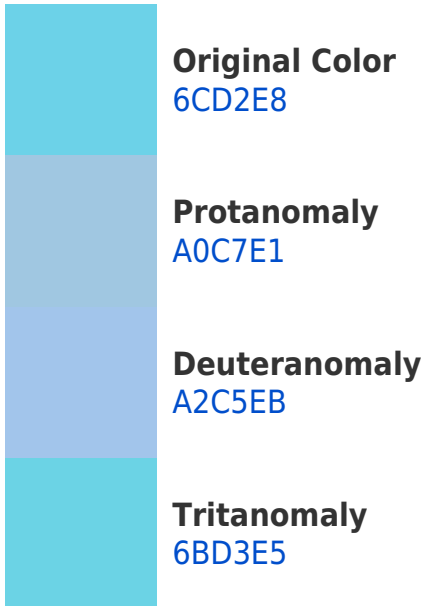 Original Color
6CD2E8
Protanomaly
A0C7E1
Deuteranomaly
A2C5EB
Tritanomaly
6BD3E5